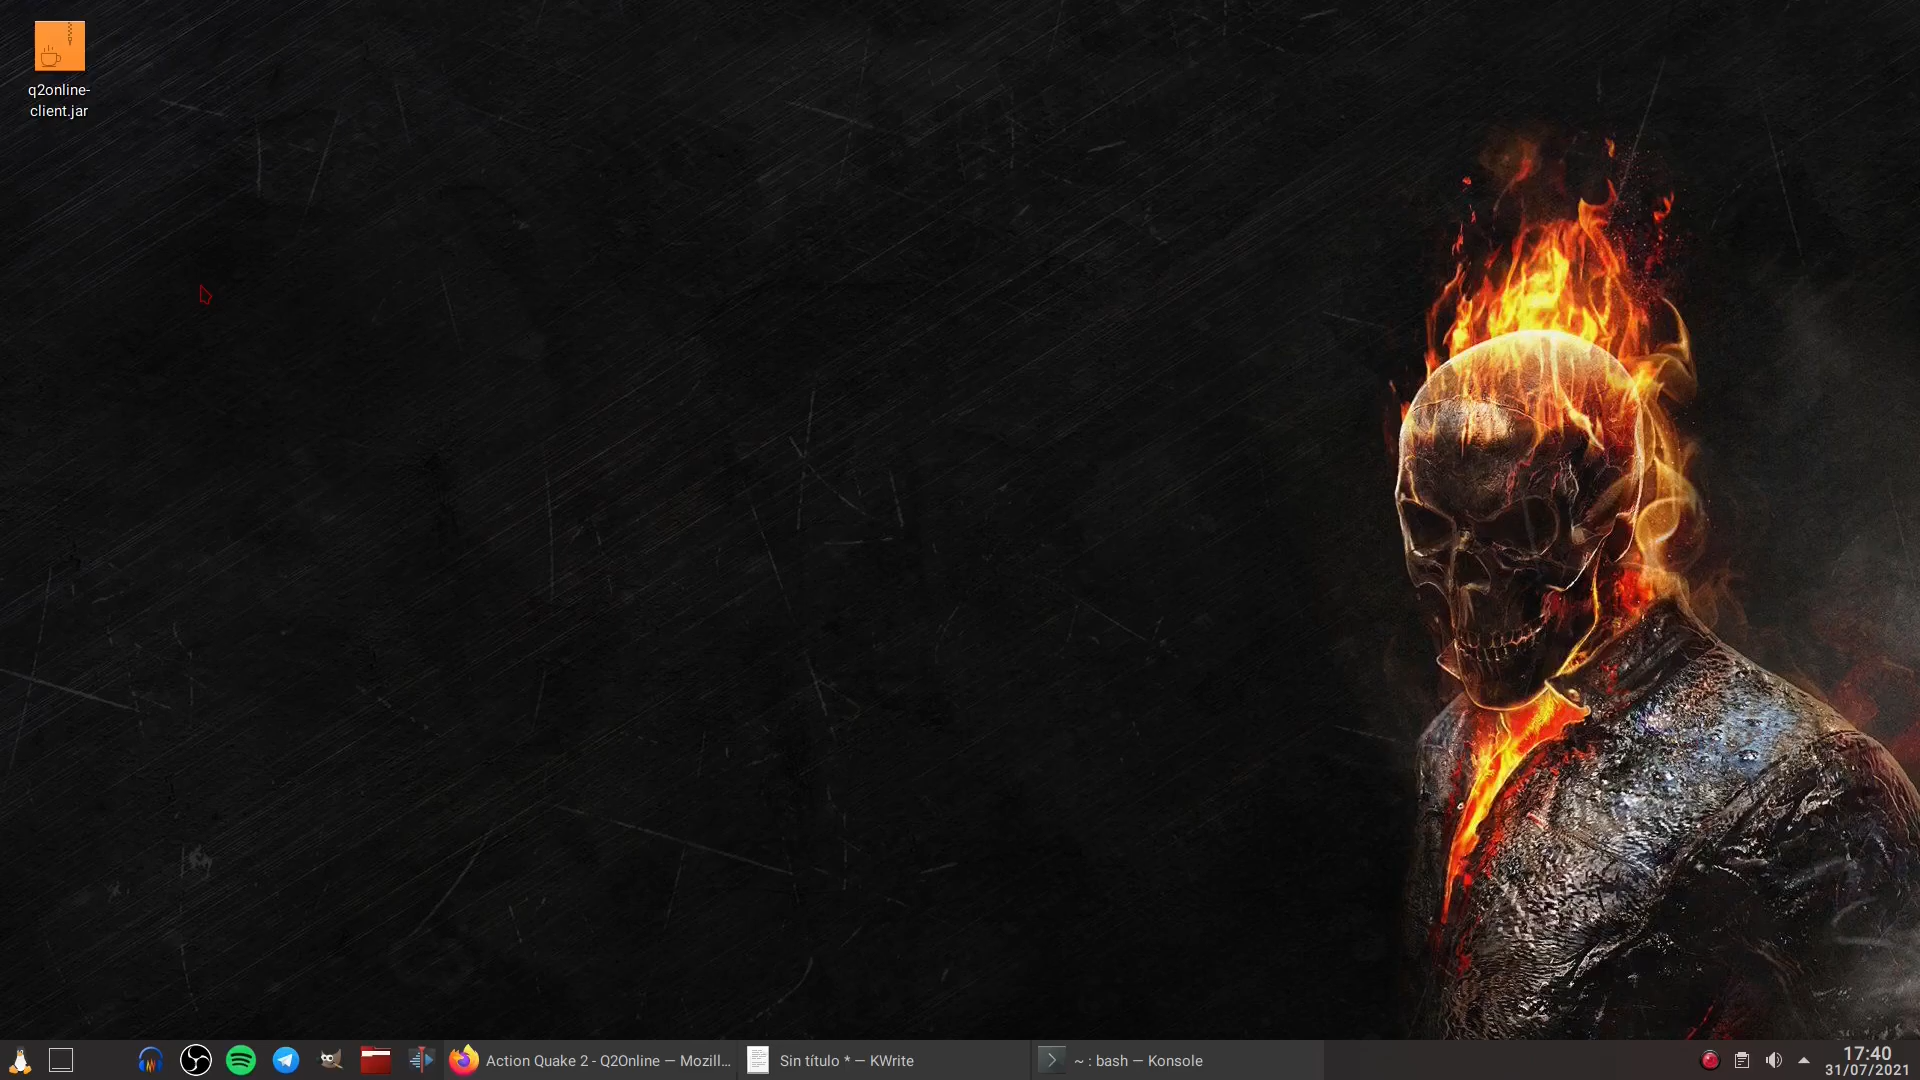 q2online-
client.jar
Action Quake 2 - Q2Online — Mozill...
Sin título * — KWrite
~ : bash — Konsole
17:40
31/07/2021